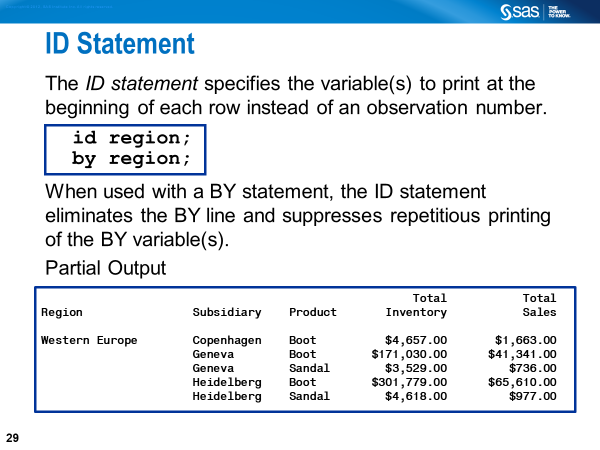 sas THE POWER TO KNOW.
ID Statement
The ID statement specifies the variable(s) to print at the
beginning of each row instead of an observation number.
id region;
by region;
When used with a BY statement, the ID statement
eliminates the BY line and suppresses repetitious printing
of the BY variable(s).
Partial Output
Total Total
Region Subsidiary Product Inventory Sales
Western Europe Copenhagen Boot $4,657.00 $1,663.00
Geneva Boot $171,030.00 $41,341.00
Geneva Sandal $3,529.00 $736.00
Heidelberg Boot $301,779.00 $65,610.00
Heidelberg Sandal $4,618.00 $977.00
29